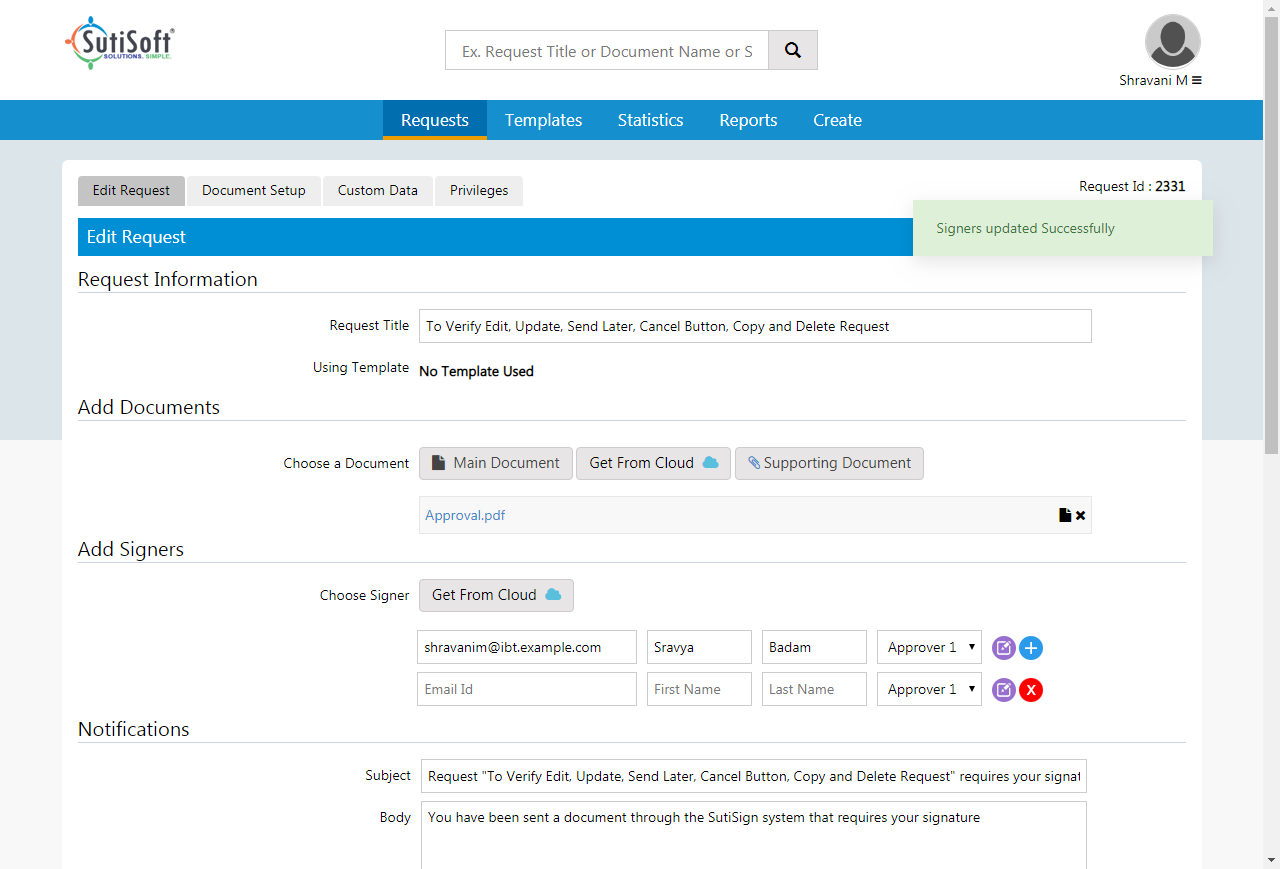 SutiSoft®
SOLUTIONS. SIMPLE.
Ex. Request Title or Document Name or S
Shravani M
Requests Templates Statistics Reports Create
Edit Request Document Setup Custom Data Privileges
Request Id : 2331
Signers updated Successfully
Edit Request
Request Information
Request Title To Verify Edit, Update, Send Later, Cancel Button, Copy and Delete Request
Using Template No Template Used
Add Documents
Choose a Document Main Document Get From Cloud Supporting Document
Approval.pdf
Add Signers
Choose Signer Get From Cloud
shravanim@ibt.example.com Sravya Badam Approver 1
Email Id First Name Last Name Approver 1 X
Notifications
Subject Request "To Verify Edit, Update, Send Later, Cancel Button, Copy and Delete Request" requires your signat
Body You have been sent a document through the SutiSign system that requires your signature